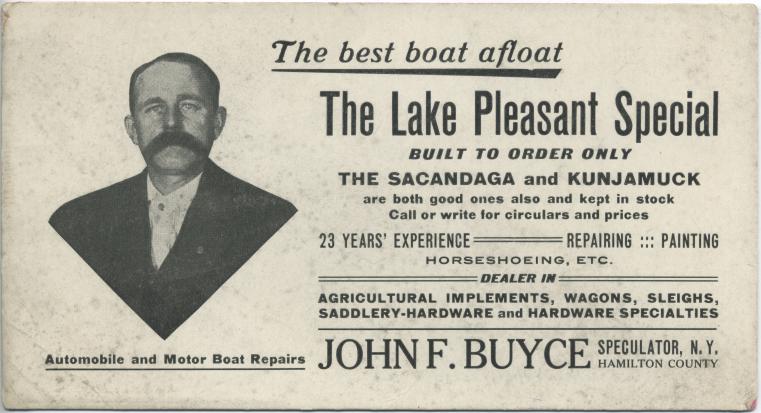 The best boat afloat
The Lake Pleasant Special
BUILT TO ORDER ONLY
THE SACANDAGA and KUNJAMUCK
are both good ones also and kept in stock
Call or write for circulars and prices
23 YEARS' EXPERIENCE REPAIRING ::: PAINTING
HORSESHOEING, ETC.
DEALER IN
AGRICULTURAL IMPLEMENTS, WAGONS, SLEIGHS,
SADDLERY-HARDWARE and HARDWARE SPECIALTIES
Automobile and Motor Boat Repairs
JOHN F. BUYCE SPECULATOR, N. Y.
HAMILTON COUNTY